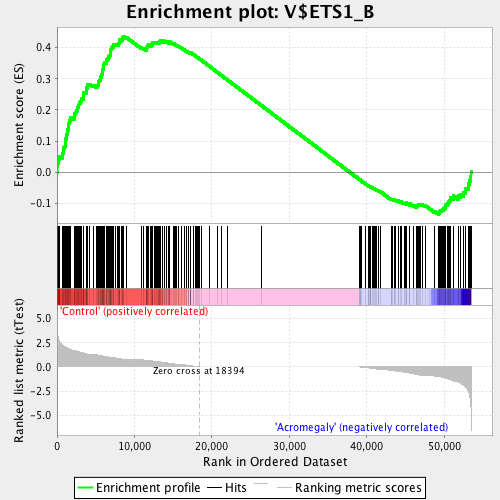 Enrichment plot: V$ETS1_B
Enrichment score (ES)
0.4
0.3
0.2
0.1
0.0
-0.1
Ranked list metric (tTest)
5.0
2.5
0.0
-2.5
-5.0
'Control' (positively correlated)
Zero cross at 18394
'Acromegaly' (negatively correlated)
0
10,000
20,000
30,000
40,000
50,000
Rank in Ordered Dataset
Enrichment profile
Hits
Ranking metric scores